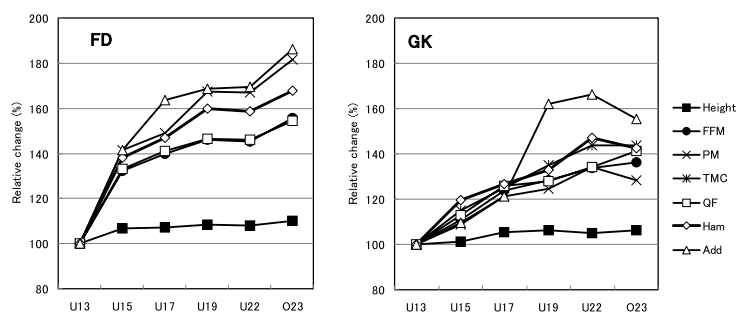 FD
Relative change (%)
200
180
160
140
120
100
80
U13 U15 U17 U19 U22 O23
GK
Relative change (%)
200
180
160
140
120
100
80
U13 U15 U17 U19 U22 O23
Height
FFM
PM
TMC
QF
Ham
Add